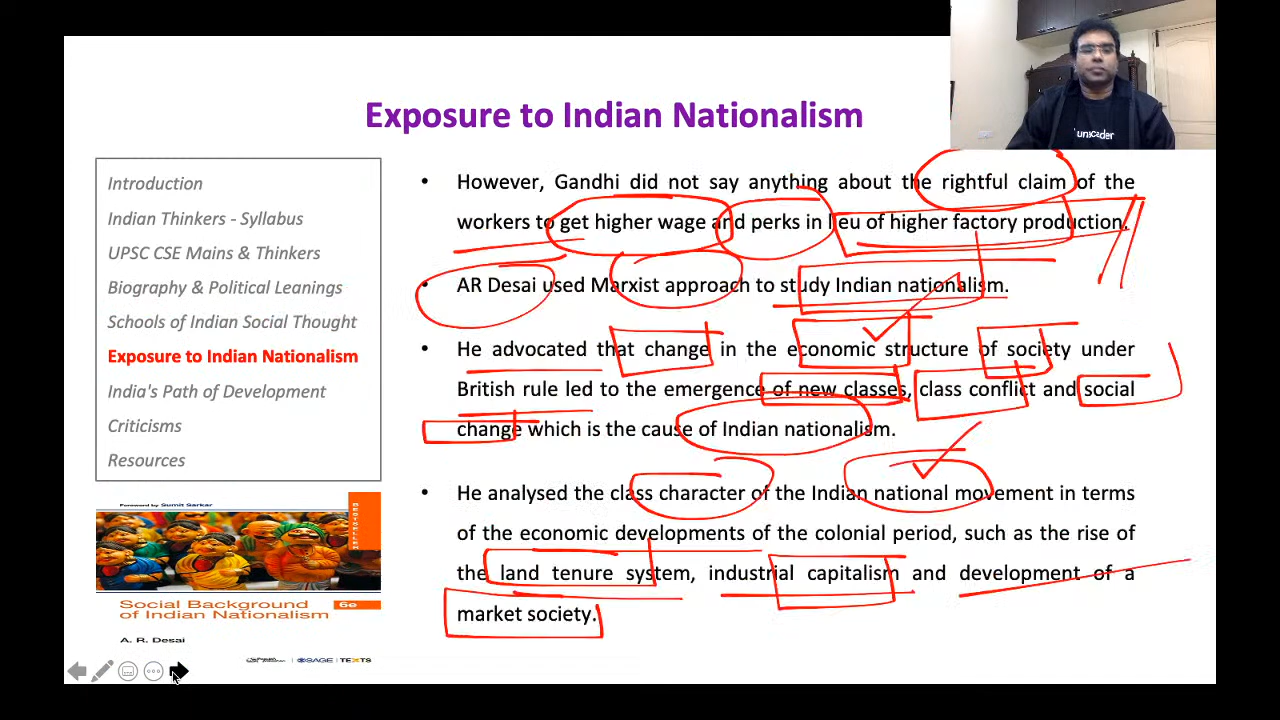 Exposure to Indian Nationalism
unacader
Introduction
Indian Thinkers - Syllabus
UPSC CSE Mains & Thinkers
Biography & Political Leanings
Schools of Indian Social Thought
Exposure to Indian Nationalism
India's Path of Development
Criticisms
Resources
• However, Gandhi did not say anything about the rightful claim of the
workers to get higher wage and perks in lieu of higher factory production.
• AR Desai used Marxist approach to study Indian nationalism.
• He advocated that change in the economic structure of society under
British rule led to the emergence of new classes, class conflict and social
change which is the cause of Indian nationalism.
• He analysed the class character of the Indian national movement in terms
of the economic developments of the colonial period, such as the rise of
the land tenure system, industrial capitalism and development of a
market society.
Foreword by Sumit Sarkar
BESTSELLER
Social Background
of Indian Nationalism
6e
A. R. Desai
SAGE | TEXTS